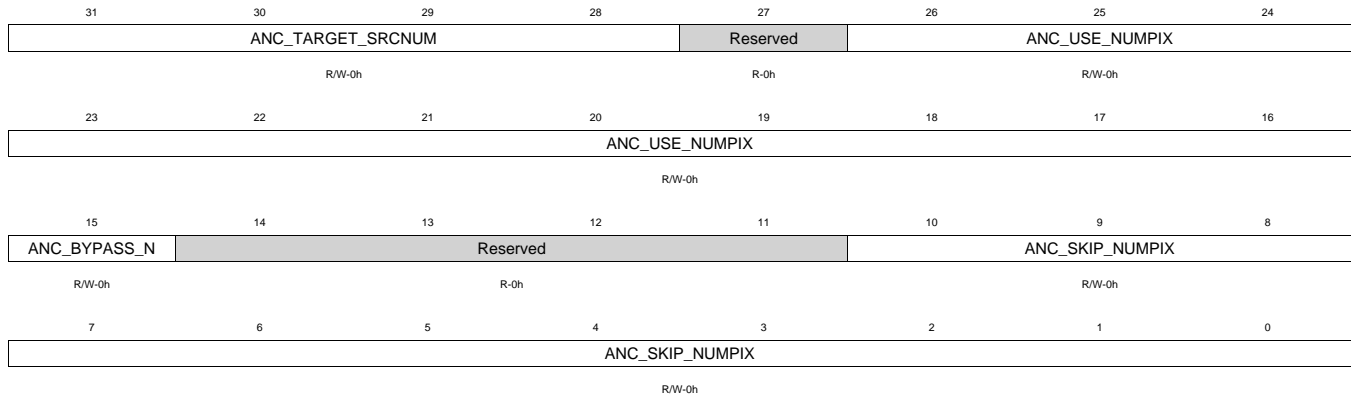 31 30 29 28 27 26 25 24
ANC_TARGET_SRCNUM Reserved ANC_USE_NUMPIX
R/W-0h R-0h R/W-0h
23 22 21 20 19 18 17 16
ANC_USE_NUMPIX
R/W-0h
15 14 13 12 11 10 9 8
ANC_BYPASS_N Reserved ANC_SKIP_NUMPIX
R/W-0h R-0h R/W-0h
7 6 5 4 3 2 1 0
ANC_SKIP_NUMPIX
R/W-0h